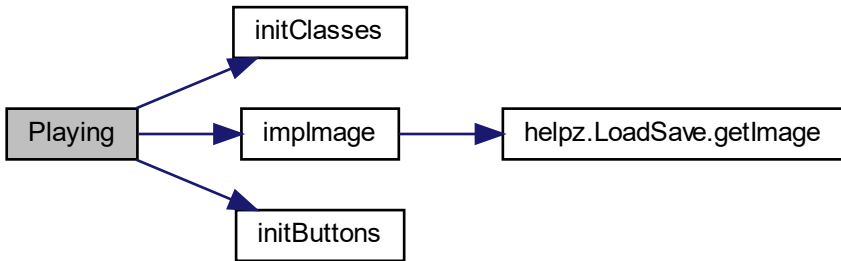 initClasses
Playing
impImage
helpz.LoadSave.getImage
initButtons